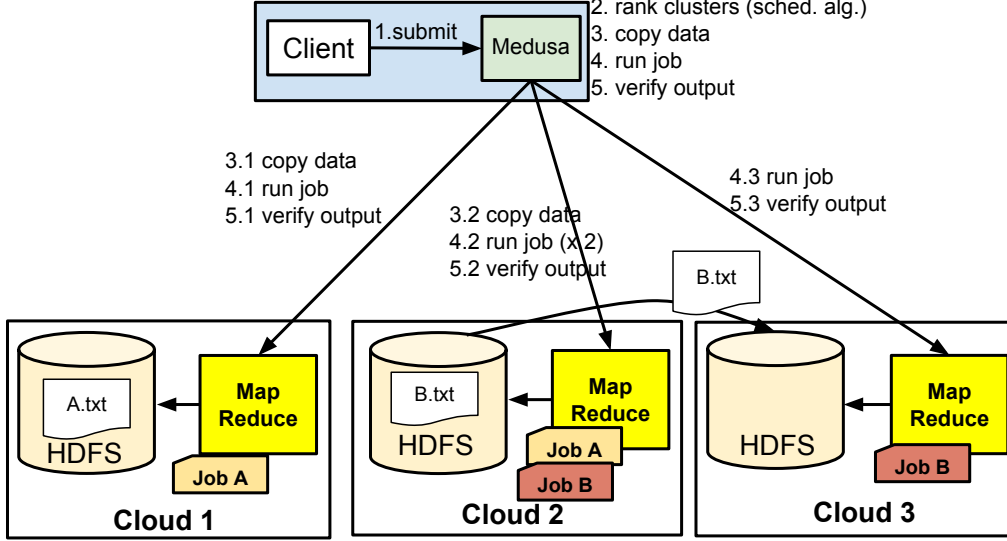 2. rank clusters (sched. alg.)
1.submit
Client
Medusa
3. copy data
4. run job
5. verify output
3.1 copy data
4.1 run job
5.1 verify output
3.2 copy data
4.2 run job (x 2)
5.2 verify output
4.3 run job
5.3 verify output
B.txt
A.txt
HDFS
Map
Reduce
Job A
Cloud 1
B.txt
HDFS
Map
Reduce
Job A
Job B
Cloud 2
HDFS
Map
Reduce
Job B
Cloud 3